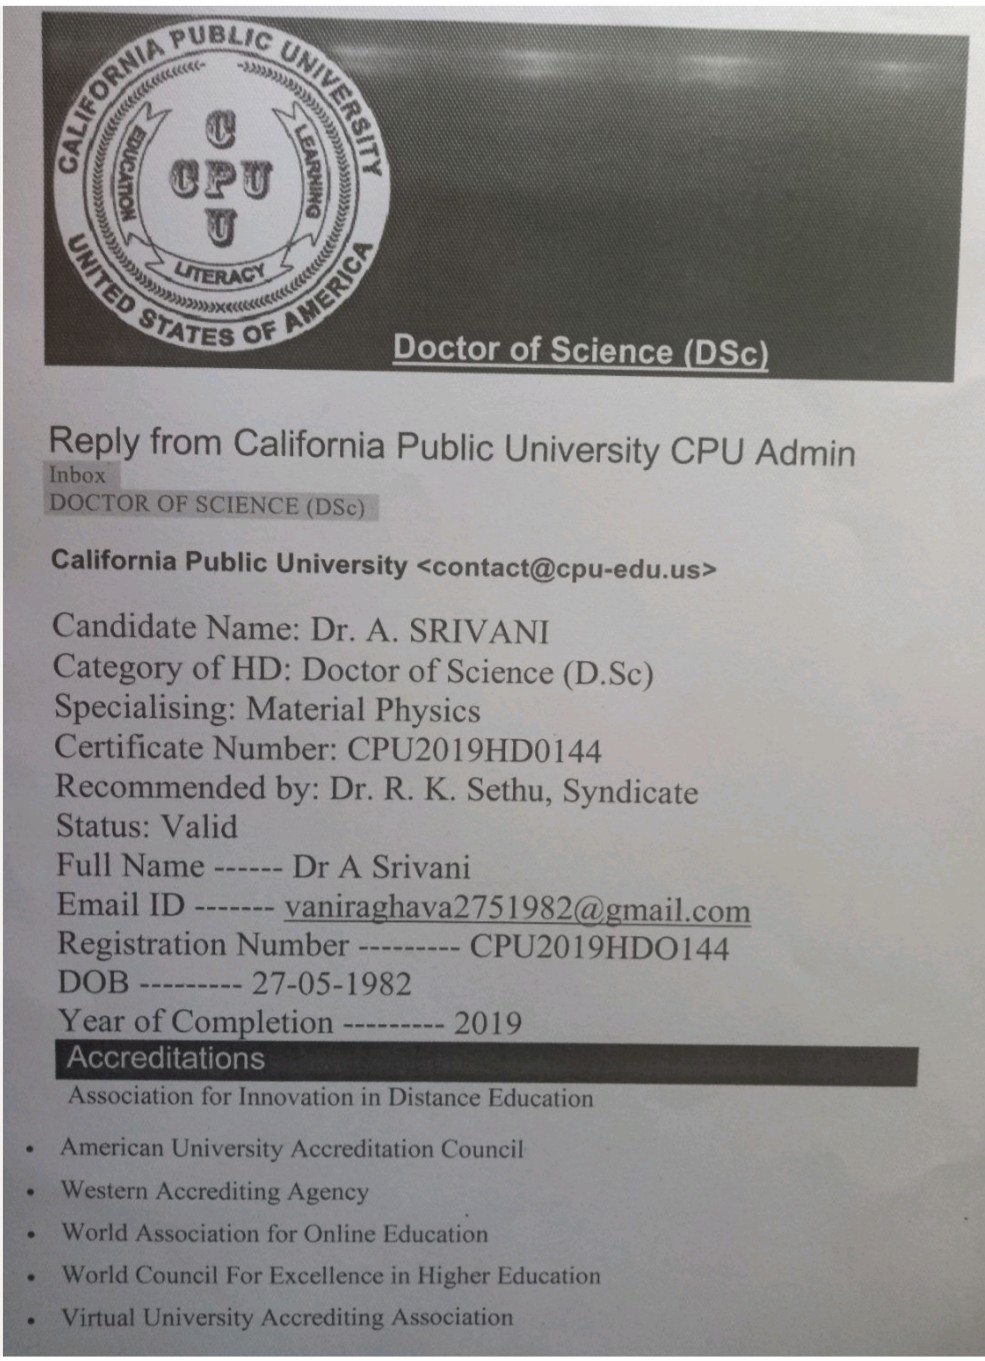 CALIFORNIA PUBLIC UNIVERSITY
UNITED STATES OF AMERICA
EDUCATION
LEARNING
LITERACY
C
CPU
U
Doctor of Science (DSc)
Reply from California Public University CPU Admin
Inbox
DOCTOR OF SCIENCE (DSc)
California Public University <contact@cpu-edu.us>
Candidate Name: Dr. A. SRIVANI
Category of HD: Doctor of Science (D.Sc)
Specialising: Material Physics
Certificate Number: CPU2019HD0144
Recommended by: Dr. R. K. Sethu, Syndicate
Status: Valid
Full Name ------ Dr A Srivani
Email ID ------- vaniraghava2751982@gmail.com
Registration Number --------- CPU2019HDO144
DOB --------- 27-05-1982
Year of Completion --------- 2019
Accreditations
Association for Innovation in Distance Education
• American University Accreditation Council
• Western Accrediting Agency
• World Association for Online Education
• World Council For Excellence in Higher Education
• Virtual University Accrediting Association